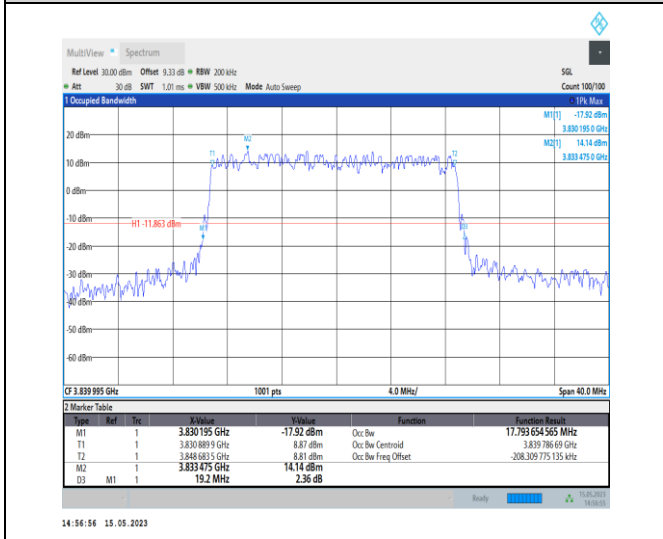 MultiView Spectrum
Ref Level 30.00 dBm Offset 9.33 dB RBW 200 kHz SGL
Att 30 dB SWT 1.01 ms VBW 500 kHz Mode Auto Sweep Count 100/100
1 Occupied Bandwidth 1Pk Max
M1[1] -17.92 dBm
3.830 195 0 GHz
M2[1] 14.14 dBm
3.833 475 0 GHz
20 dBm
M2
T1 T2
10 dBm
0 dBm
-10 dBm
H1 -11.863 dBm
M1 D3
-20 dBm
-30 dBm
-40 dBm
-50 dBm
-60 dBm
CF 3.839 995 GHz 1001 pts 4.0 MHz/ Span 40.0 MHz
2 Marker Table
Type Ref Trc X-Value Y-Value Function Function Result
M1 1 3.830 195 GHz -17.92 dBm Occ Bw 17.793 654 565 MHz
T1 1 3.830 889 9 GHz 8.87 dBm Occ Bw Centroid 3.839 786 69 GHz
T2 1 3.848 683 5 GHz 8.81 dBm Occ Bw Freq Offset -208.309 775 135 kHz
M2 1 3.833 475 GHz 14.14 dBm
D3 M1 1 19.2 MHz 2.36 dB
Ready 15.05.2023
14:56:55
14:56:56 15.05.2023